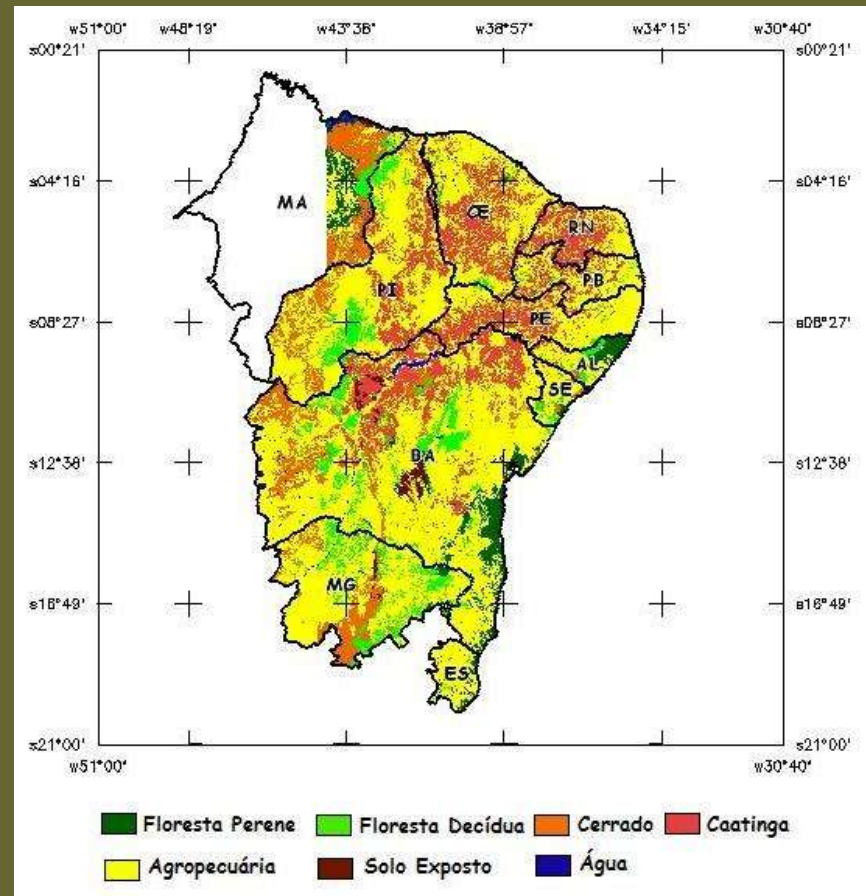 w51°00' w48°19' w43°38' w38°57' w34°15' w30°40'
s00°21' s00°21'
s04°16' s04°16'
MA CE
RN
PB
PI
PE
s08°27' s08°27'
AL
SE
BA
s12°38' s12°38'
MG
s16°49' s16°49'
ES
s21°00' s21°00'
w51°00' w30°40'
Floresta Perene Floresta Decídua Cerrado Caatinga
Agropecuária Solo Exposto Água